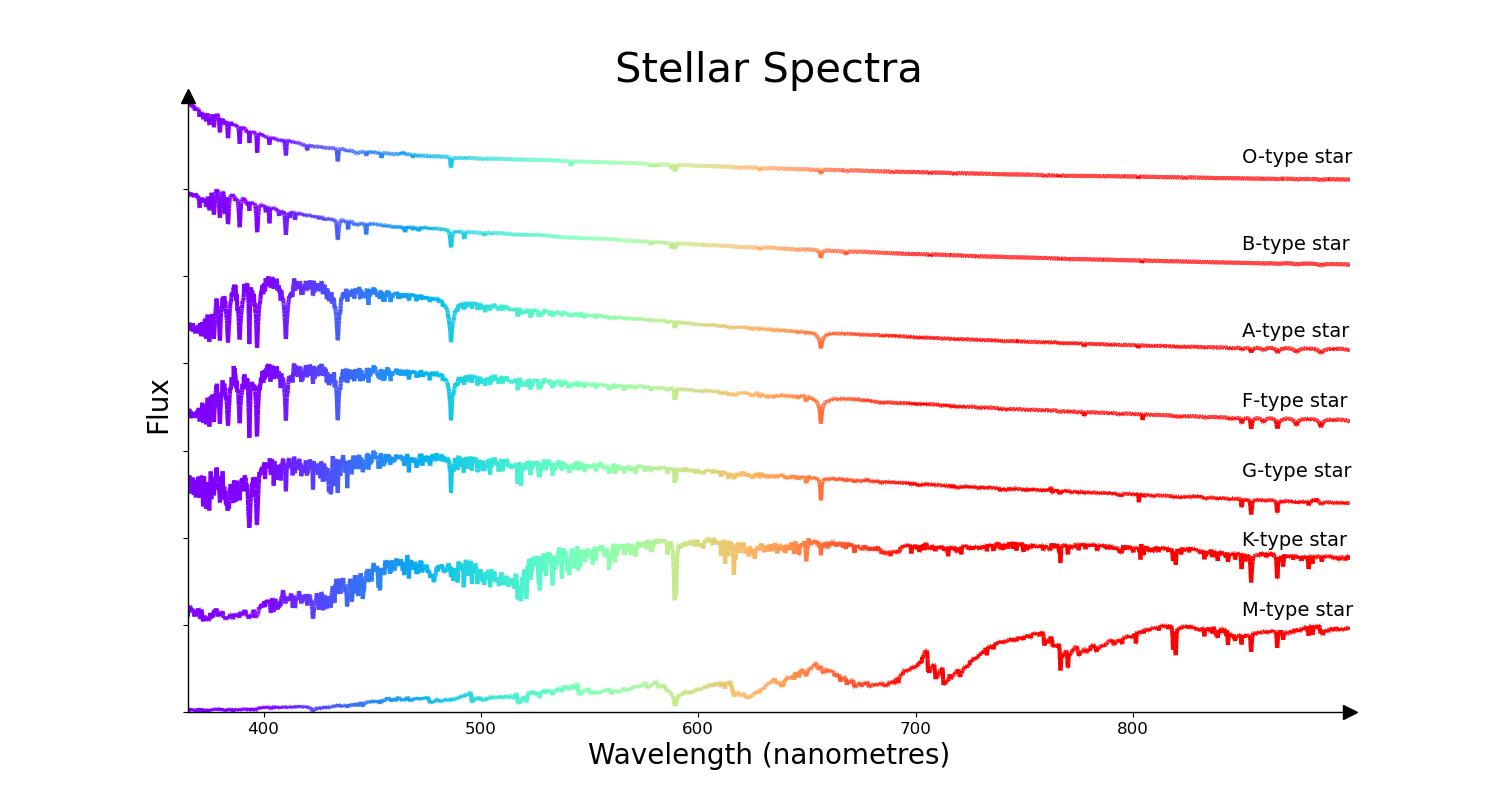 Stellar Spectra
O-type star
B-type star
A-type star
F-type star
G-type star
K-type star
M-type star
Flux
400 500 600 700 800
Wavelength (nanometres)